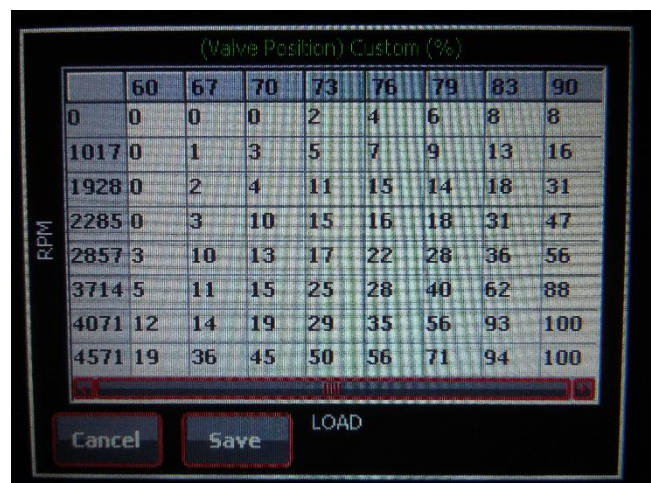 (Valve Position) Custom (%)
60 67 70 73 76 79 83 90
0 0 0 0 2 4 6 8 8
1017 0 1 3 5 7 9 13 16
1928 0 2 4 11 15 14 18 31
2285 0 3 10 15 16 18 31 47
2857 3 10 13 17 22 28 36 56
3714 5 11 15 25 28 40 62 88
4071 12 14 19 29 35 56 93 100
4571 19 36 45 50 56 71 94 100
RPM
LOAD
Cancel Save